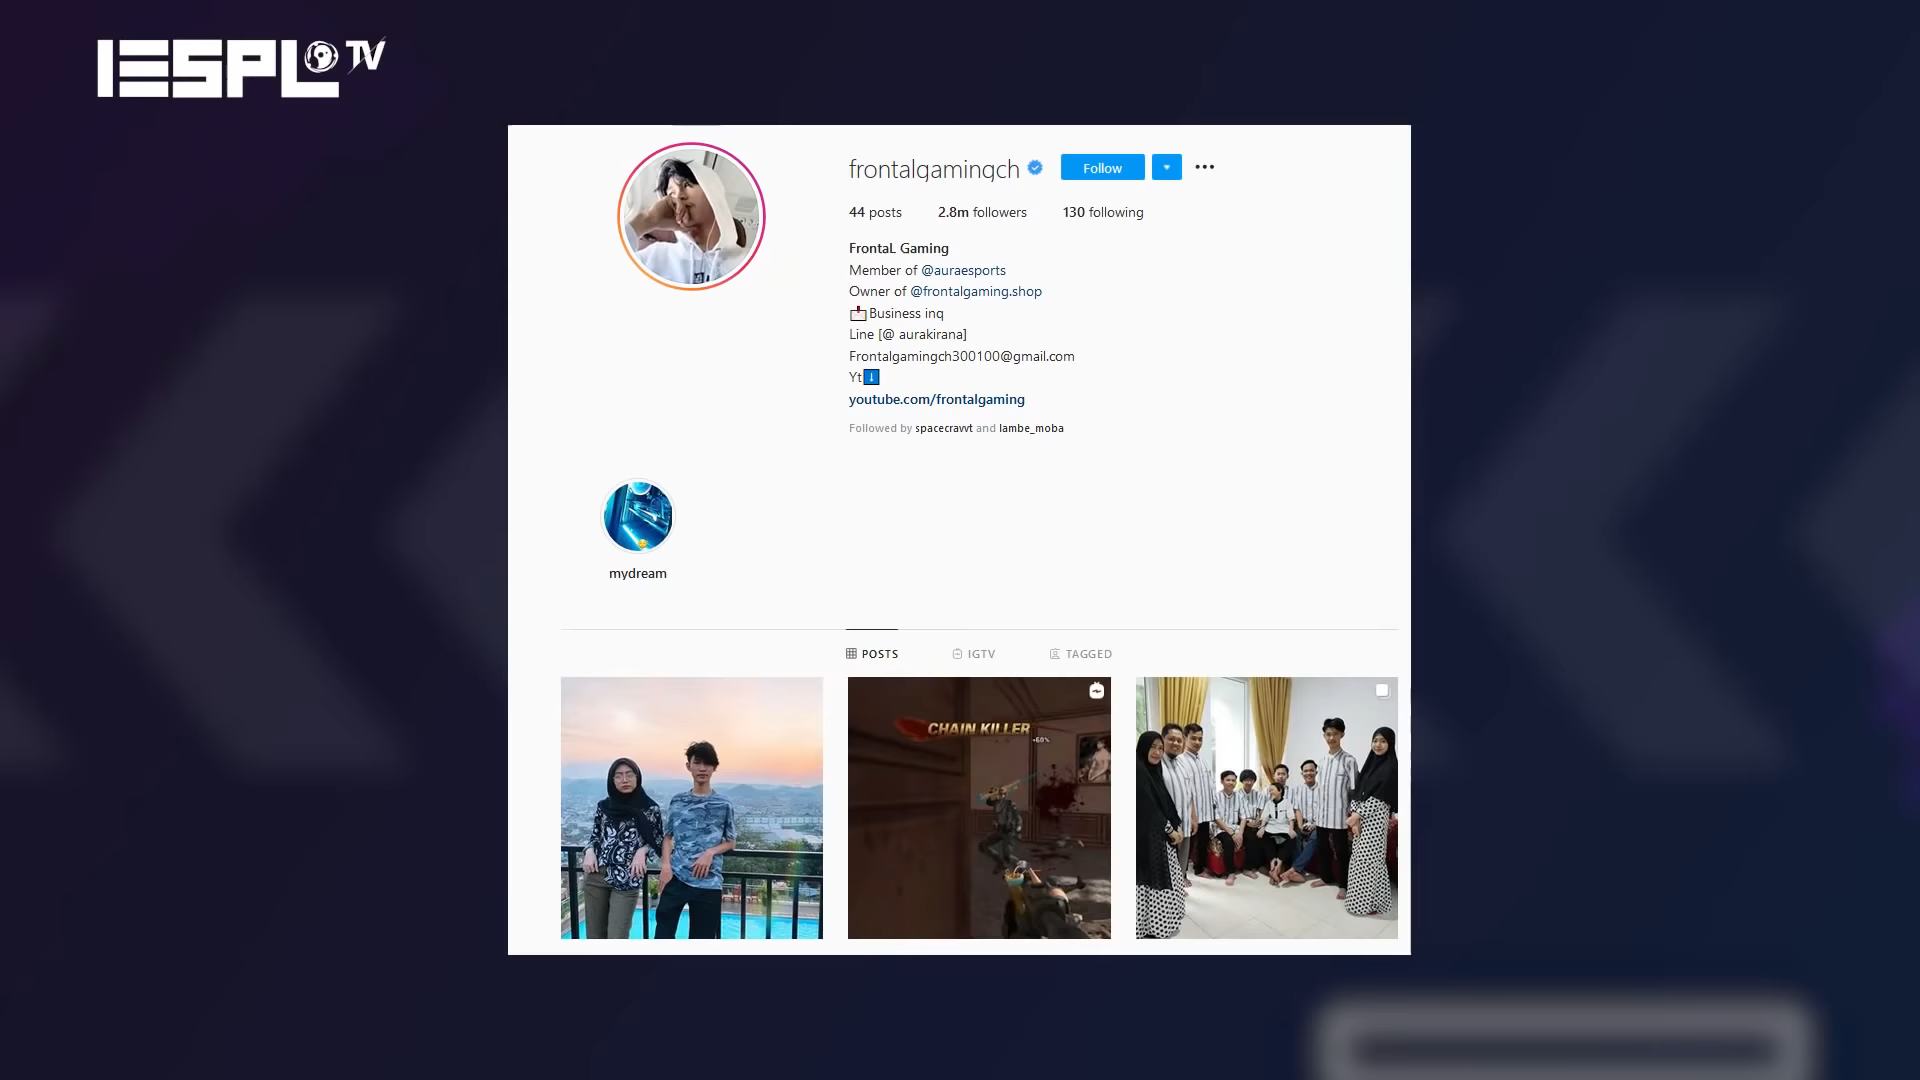 IESPL TV
frontalgamingch
Follow
44 posts 2.8m followers 130 following
FrontaL Gaming
Member of @auraesports
Owner of @frontalgaming.shop
Business inq
Line [@ aurakirana]
Frontalgamingch300100@gmail.com
Yt
youtube.com/frontalgaming
Followed by spacecravvt and lambe_moba
mydream
POSTS IGTV TAGGED
CHAIN KILLER
+60%